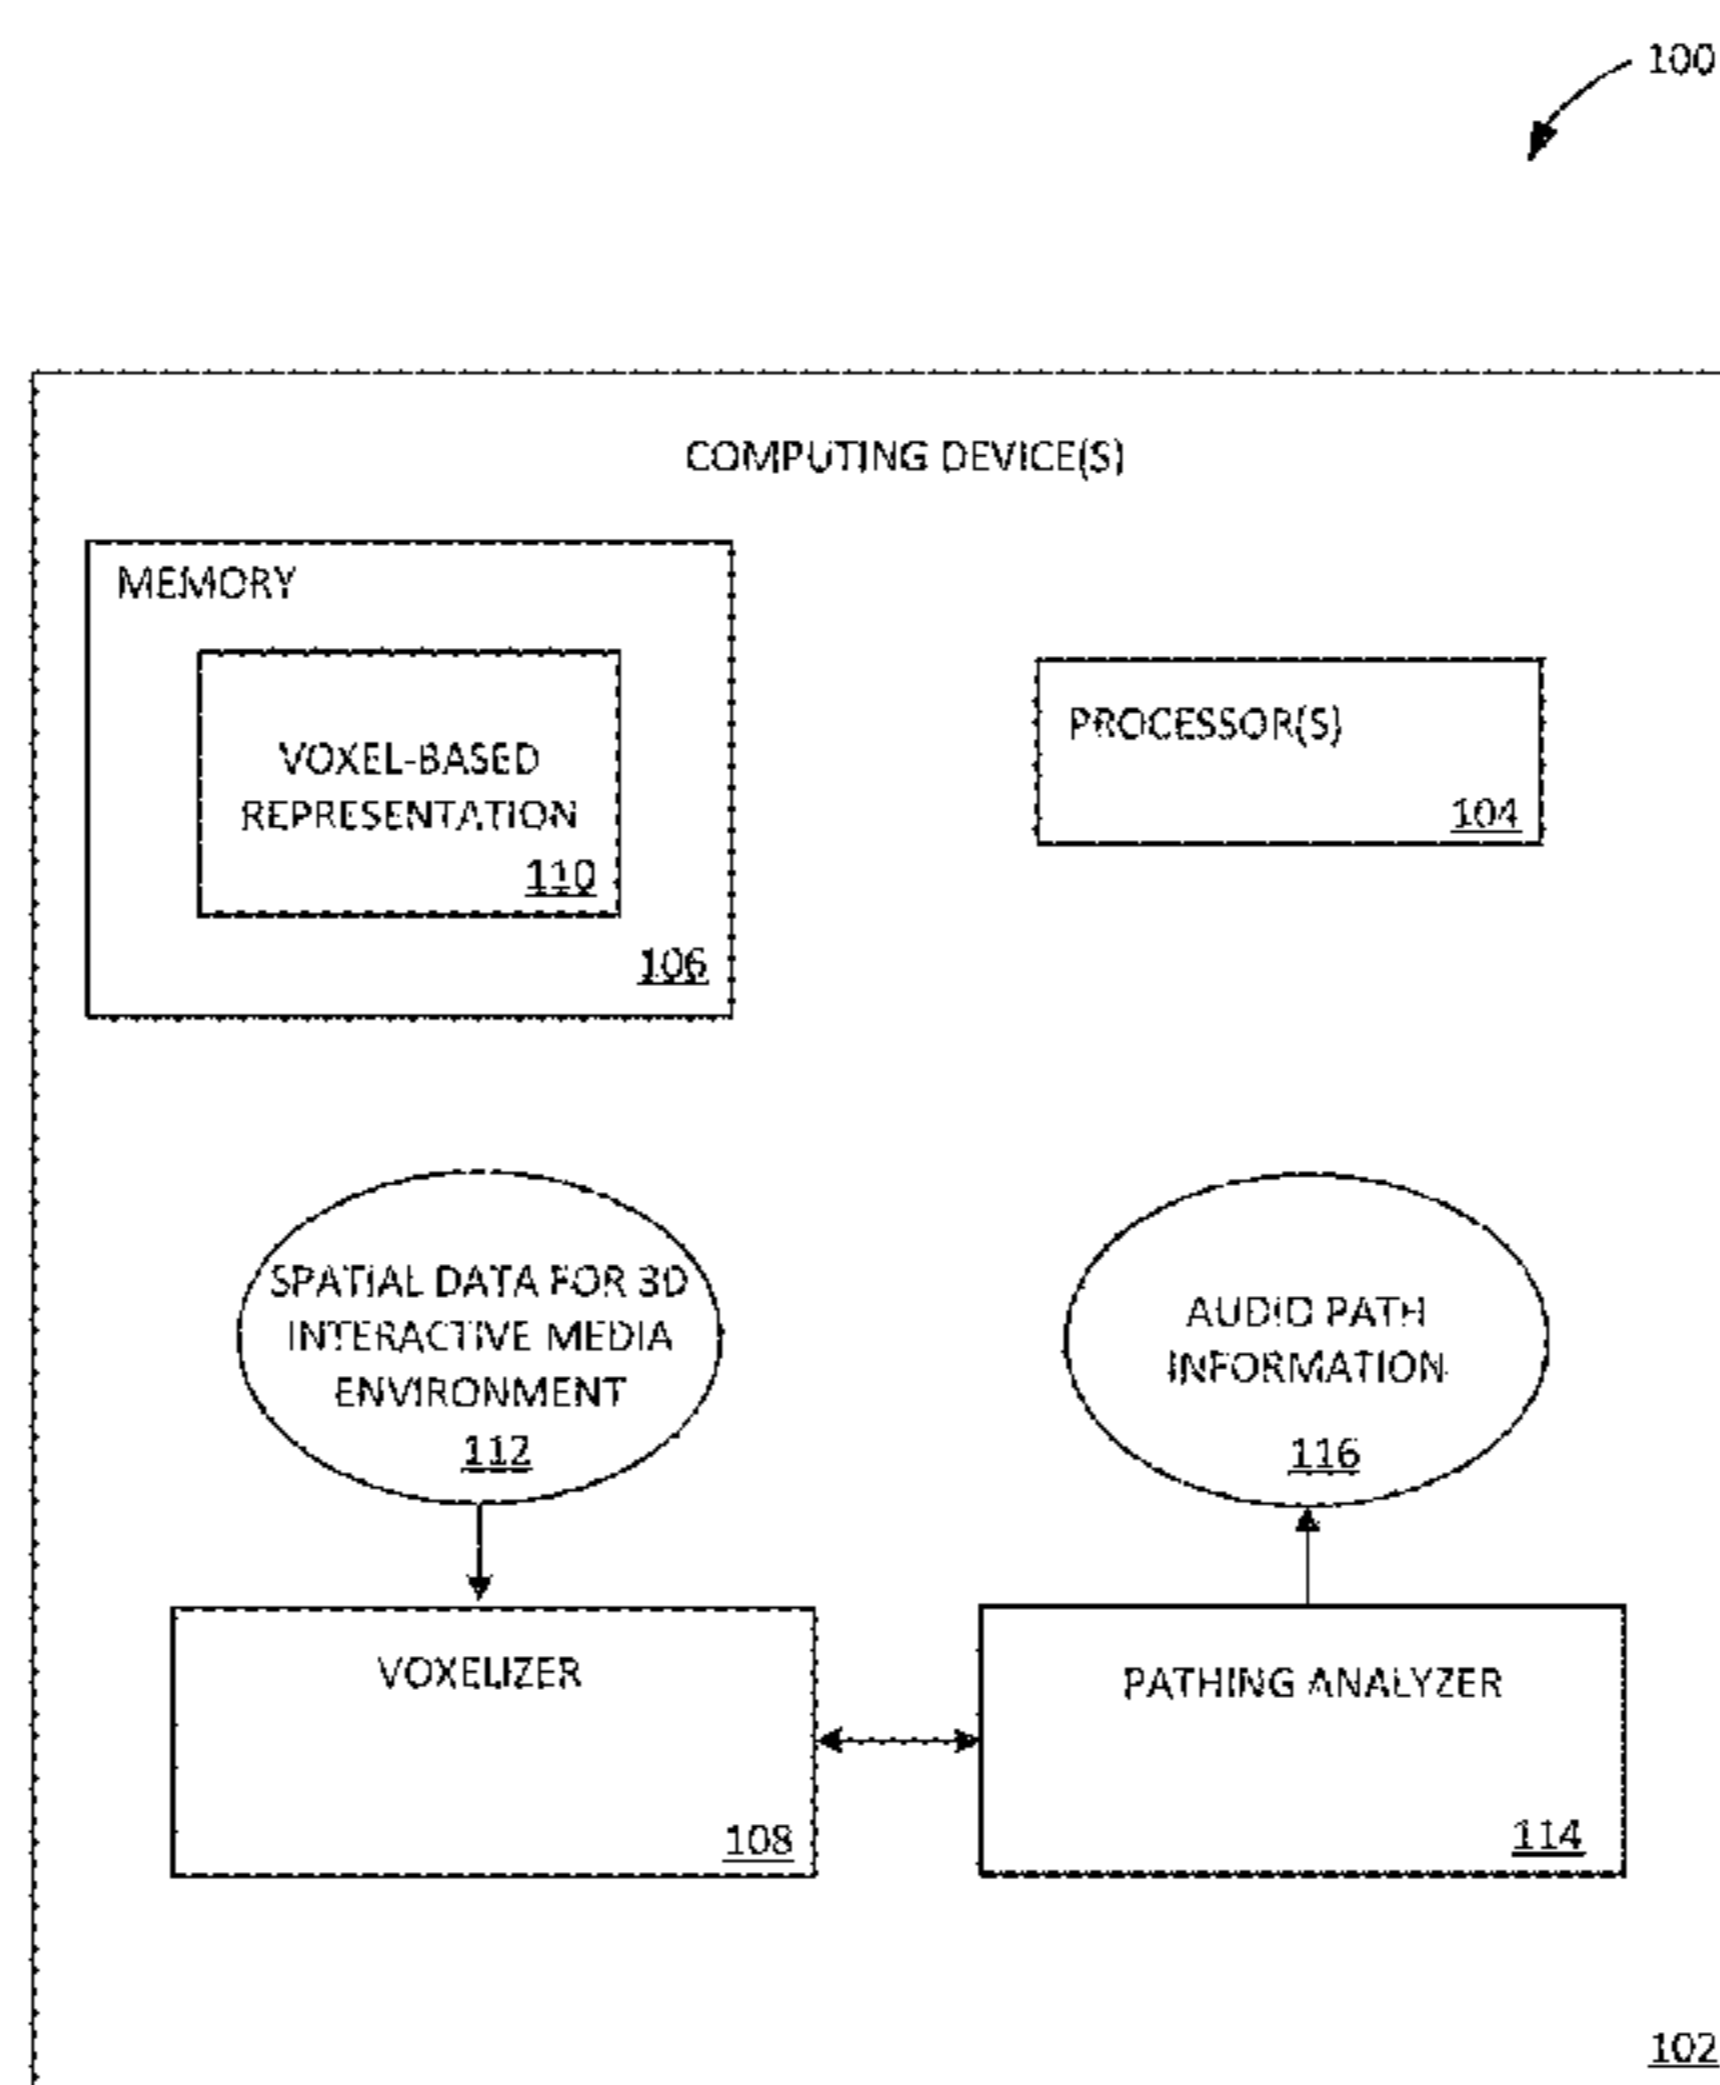 100
COMPUTING DEVICE(S)
MEMORY
VOXEL-BASED
REPRESENTATION
110
106
PROCESSOR(S)
104
SPATIAL DATA FOR 3D
INTERACTIVE MEDIA
ENVIRONMENT
112
AUDIO PATH
INFORMATION
116
VOXELIZER
108
PATHING ANALYZER
114
102